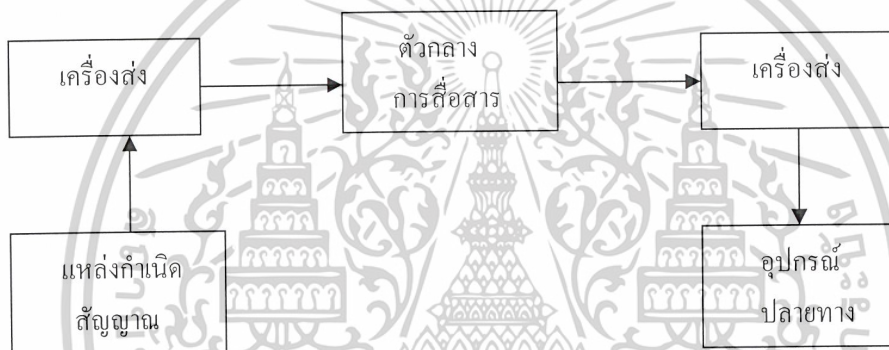 เครื่องส่ง
ตัวกลาง
การสื่อสาร
เครื่องส่ง
แหล่งกำเนิด
สัญญาณ
อุปกรณ์
ปลายทาง